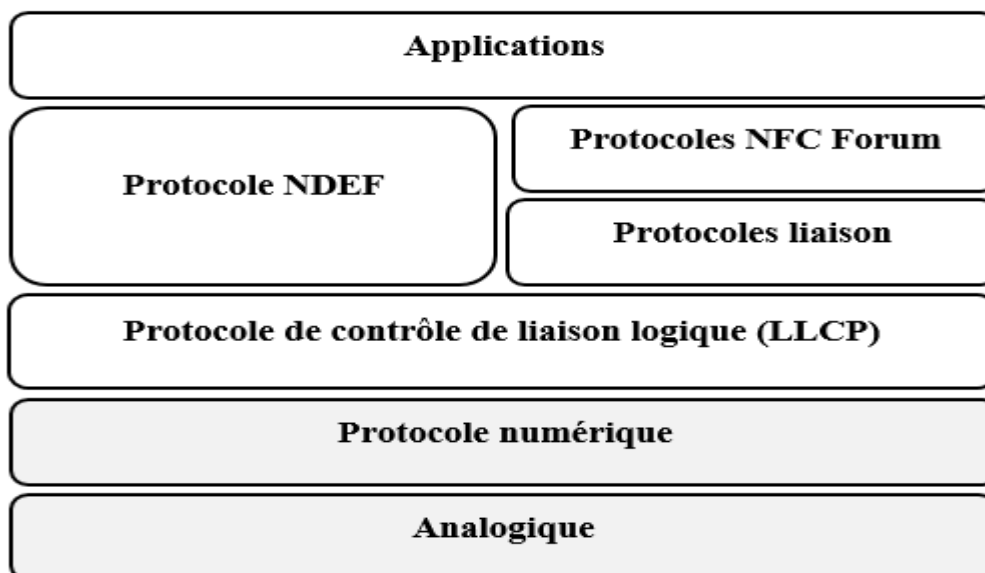 Applications
Protocole NDEF
Protocoles NFC Forum
Protocoles liaison
Protocole de contrôle de liaison logique (LLCP)
Protocole numérique
Analogique